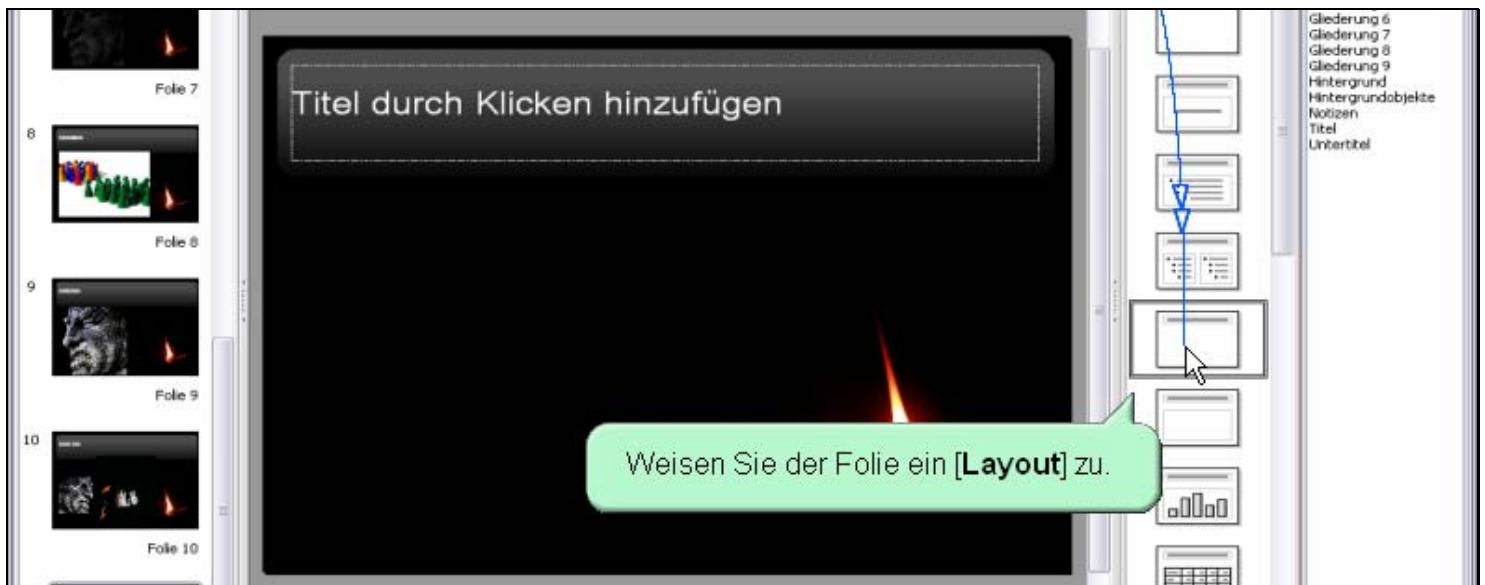 Folie 7
8
Folie 8
9
Folie 9
10
Folie 10
Titel durch Klicken hinzufügen
Weisen Sie der Folie ein [Layout] zu.
Gliederung 6
Gliederung 7
Gliederung 8
Gliederung 9
Hintergrund
Hintergrundobjekte
Notizen
Titel
Untertitel